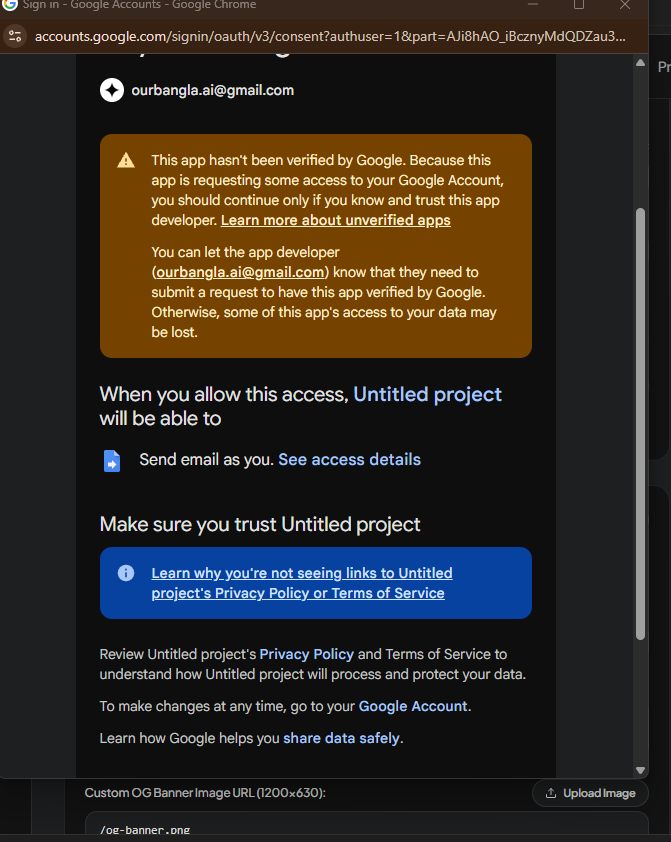 Sign in - Google Accounts - Google Chrome
accounts.google.com/signin/oauth/v3/consent?authuser=1&part=AJi8hAO_iBcznyMdQDZau3...
ourbangla.ai@gmail.com
This app hasn't been verified by Google. Because this
app is requesting some access to your Google Account,
you should continue only if you know and trust this app
developer. Learn more about unverified apps
You can let the app developer
(ourbangla.ai@gmail.com) know that they need to
submit a request to have this app verified by Google.
Otherwise, some of this app's access to your data may
be lost.
When you allow this access, Untitled project
will be able to
Send email as you. See access details
Make sure you trust Untitled project
Learn why you're not seeing links to Untitled
project's Privacy Policy or Terms of Service
Review Untitled project's Privacy Policy and Terms of Service to
understand how Untitled project will process and protect your data.
To make changes at any time, go to your Google Account.
Learn how Google helps you share data safely.
Custom OG Banner Image URL (1200×630):
Upload Image
/og-banner.png